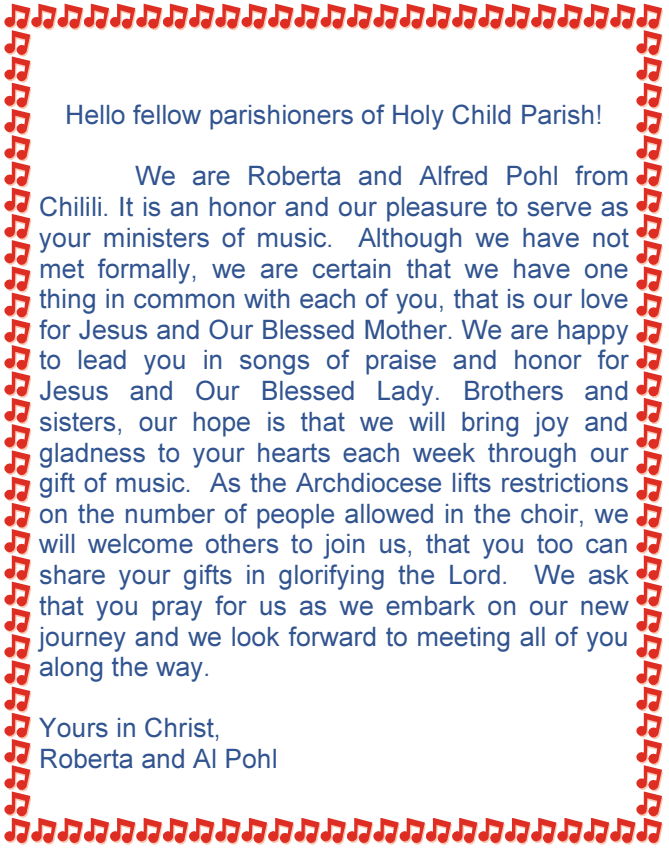 Hello fellow parishioners of Holy Child Parish!
We are Roberta and Alfred Pohl from
Chilili. It is an honor and our pleasure to serve as
your ministers of music.  Although we have not
met formally, we are certain that we have one
thing in common with each of you, that is our love
for Jesus and Our Blessed Mother. We are happy
to lead you in songs of praise and honor for
Jesus and Our Blessed Lady. Brothers and
sisters, our hope is that we will bring joy and
gladness to your hearts each week through our
gift of music.  As the Archdiocese lifts restrictions
on the number of people allowed in the choir, we
will welcome others to join us, that you too can
share your gifts in glorifying the Lord.  We ask
that you pray for us as we embark on our new
journey and we look forward to meeting all of you
along the way.
Yours in Christ,
Roberta and Al Pohl